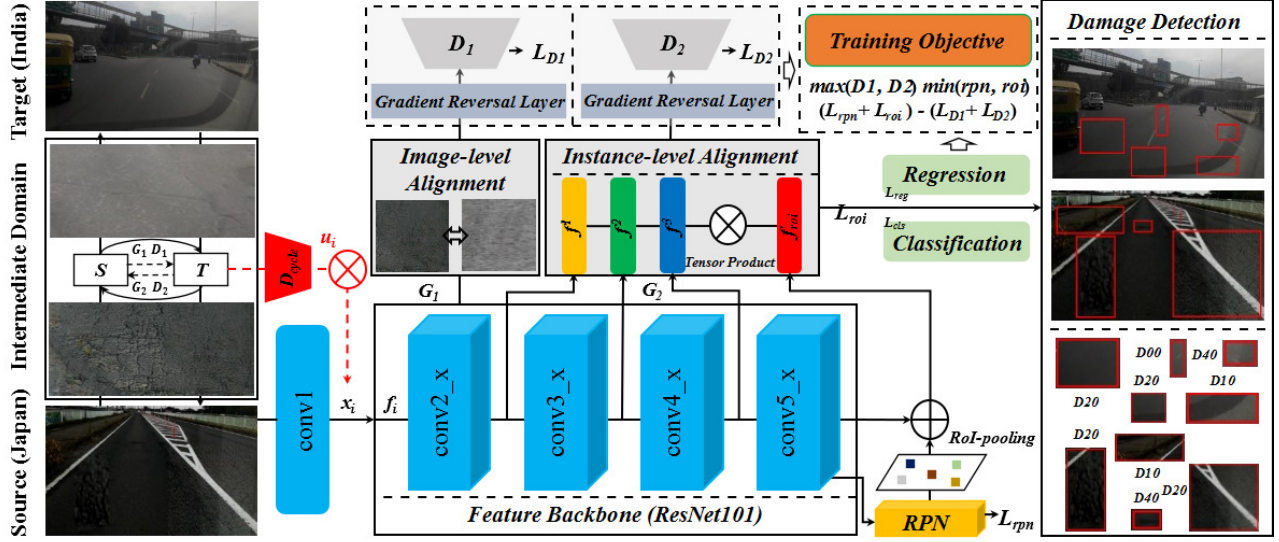 Target (India)
Intermediate Domain
Source (Japan)
S
T
G1 D1
G2 D2
Dcycle
ui
conv1
xi
fi
D1
LD1
Gradient Reversal Layer
D2
LD2
Gradient Reversal Layer
Training Objective
max(D1, D2) min(rpn, roi)
(Lrpn+ Lroi ) - (LD1+ LD2)
Image-level
Alignment
Instance-level Alignment
f1
f2
f3
froi
Tensor Product
G1
G2
Lroi
Regression
Lreg
Lcls
Classification
conv2_x
conv3_x
conv4_x
conv5_x
Feature Backbone (ResNet101)
RoI-pooling
RPN
Lrpn
Damage Detection
D00
D40
D20
D10
D20
D20
D10
D40
D20